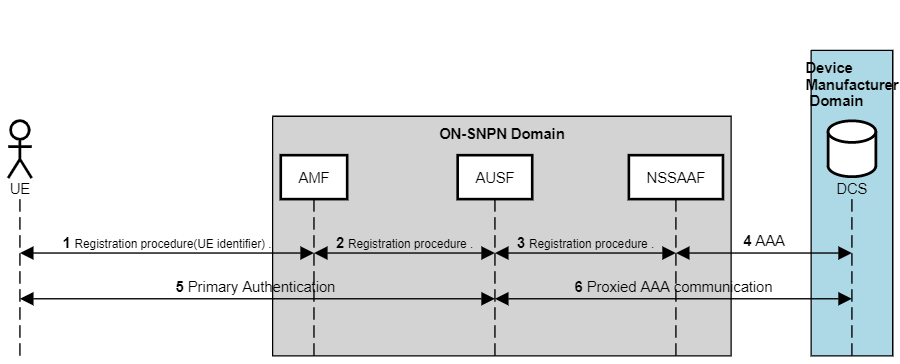 Device
Manufacturer
Domain
ON-SNPN Domain
AMF
AUSF
NSSAAF
UE
DCS
1 Registration procedure(UE identifier) .
2 Registration procedure .
3 Registration procedure .
4 AAA
5 Primary Authentication
6 Proxied AAA communication